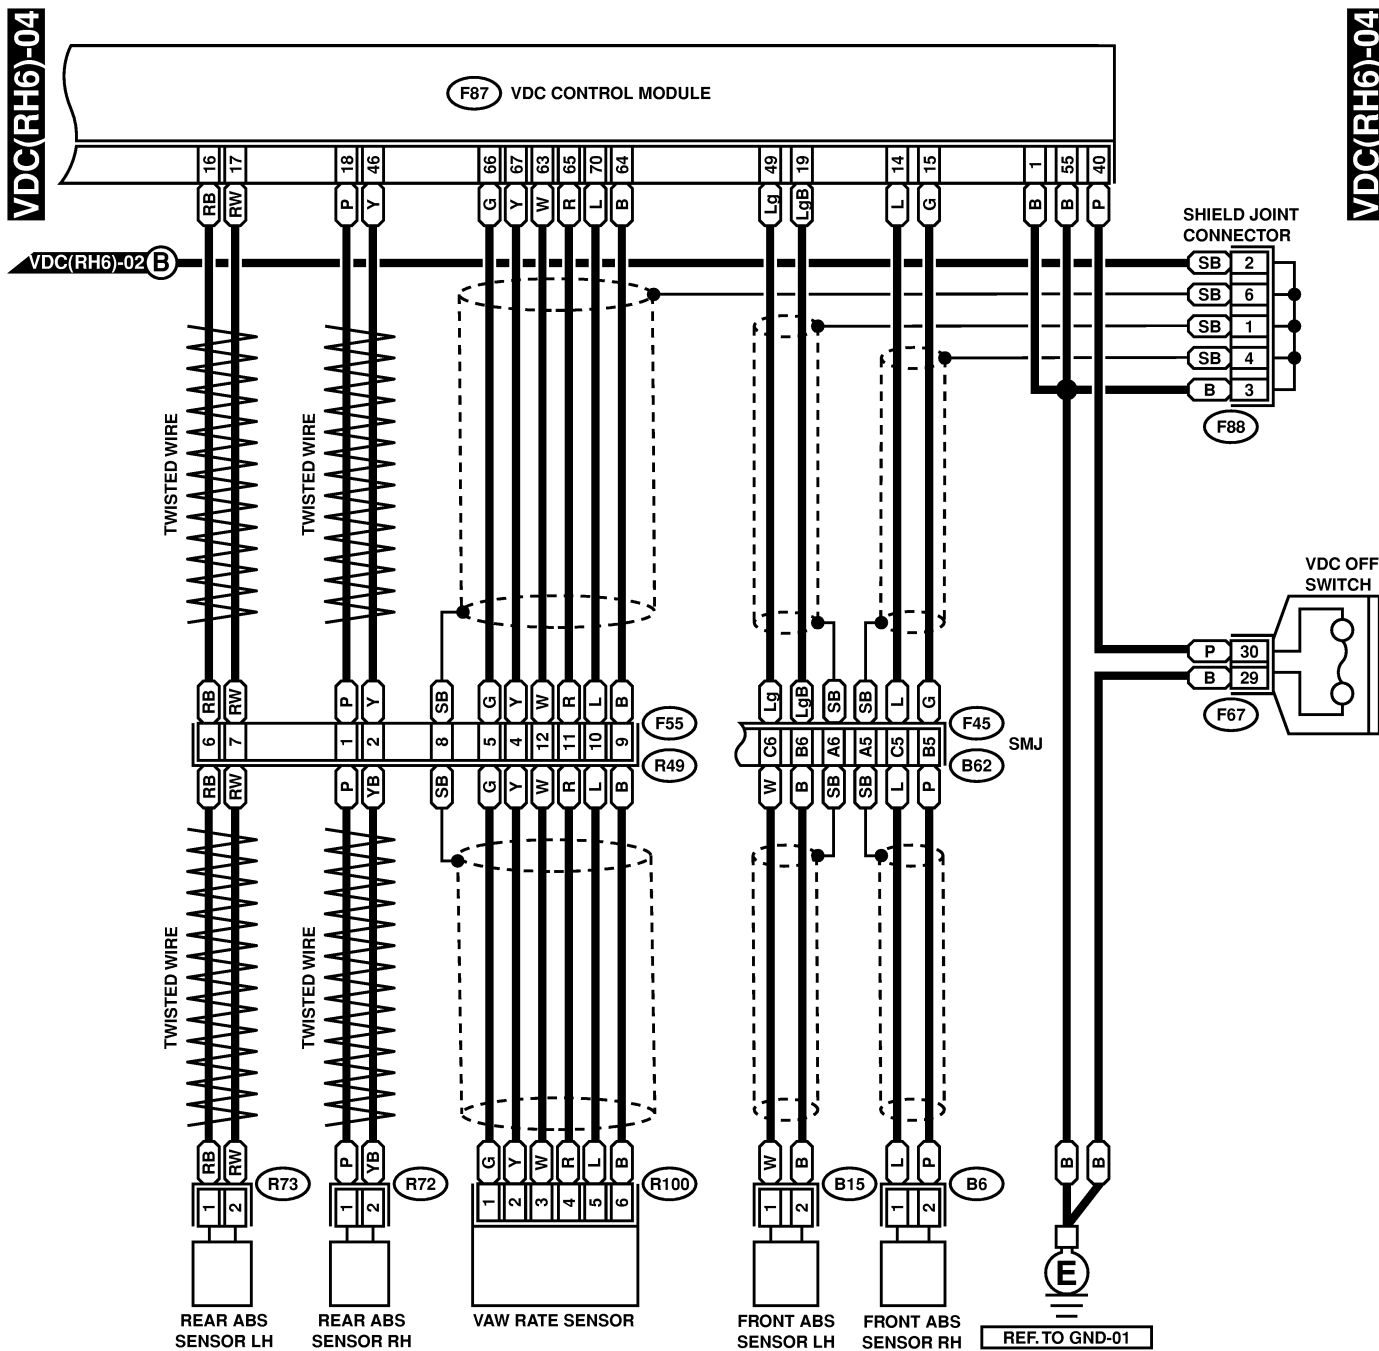 VDC(RH6)-04
VDC(RH6)-04
F87 VDC CONTROL MODULE
16 17 18 46 66 67 63 65 70 64 49 19 14 15 1 55 40
RB RW P Y G Y W R L B Lg LgB L G B B P
SHIELD JOINT
CONNECTOR
VDC(RH6)-02 B
SB 2
SB 6
SB 1
SB 4
B 3
F88
TWISTED WIRE
TWISTED WIRE
VDC OFF
SWITCH
P 30
B 29
F67
RB RW P Y SB G Y W R L B Lg LgB SB SB L G
F55 F45
6 7 1 2 8 5 4 12 11 10 9 C6 B6 A6 A5 C5 B5
SMJ
R49 B62
RB RW P YB SB G Y W R L B W B SB SB L P
TWISTED WIRE
TWISTED WIRE
RB RW P YB G Y W R L B W B L P B B
R73 R72 R100 B15 B6
1 2 1 2 1 2 3 4 5 6 1 2 1 2
E
REAR ABS
SENSOR LH
REAR ABS
SENSOR RH
VAW RATE SENSOR
FRONT ABS
SENSOR LH
FRONT ABS
SENSOR RH
REF. TO GND-01